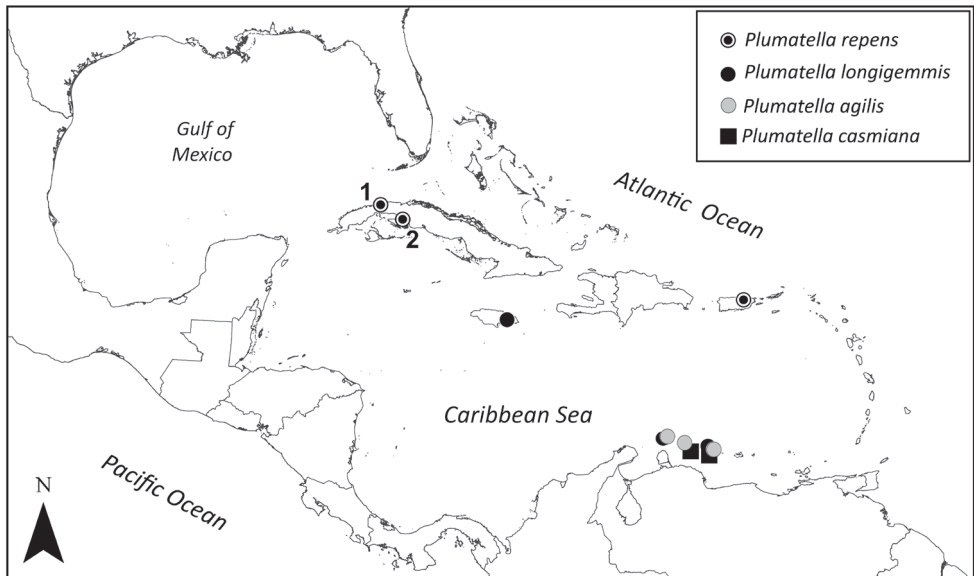 Plumatella repens
Plumatella longigemmis
Plumatella agilis
Plumatella casmiana
Gulf of
Mexico
Atlantic Ocean
1
2
Caribbean Sea
Pacific Ocean
N